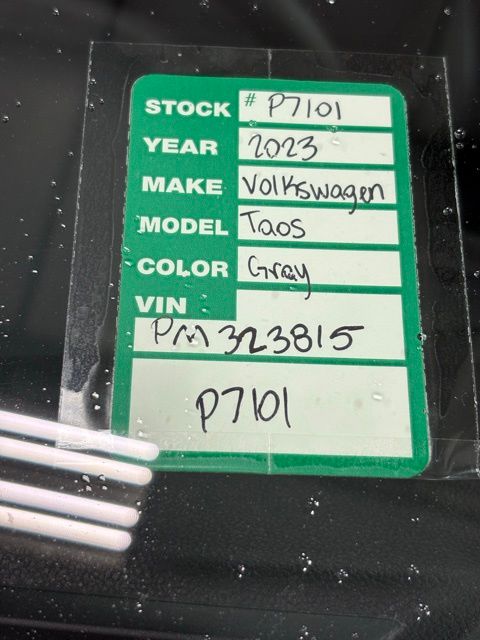 STOCK # P7101
YEAR 2023
MAKE Volkswagen
MODEL Taos
COLOR Gray
VIN
PM323815
P7101